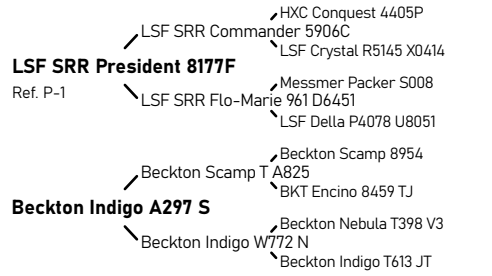 HXC Conquest 4405P
LSF SRR Commander 5906C
LSF Crystal R5145 X0414
LSF SRR President 8177F
Ref. P-1
Messmer Packer S008
LSF SRR Flo-Marie 961 D6451
LSF Della P4078 U8051
Beckton Scamp 8954
Beckton Scamp T A825
BKT Encino 8459 TJ
Beckton Indigo A297 S
Beckton Nebula T398 V3
Beckton Indigo W772 N
Beckton Indigo T613 JT